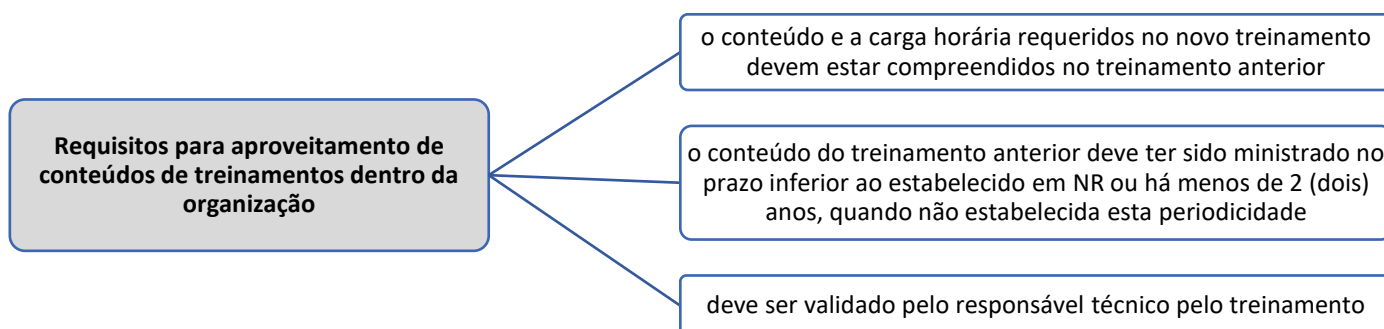 Requisitos para aproveitamento de
conteúdos de treinamentos dentro da
organização
o conteúdo e a carga horária requeridos no novo treinamento
devem estar compreendidos no treinamento anterior
o conteúdo do treinamento anterior deve ter sido ministrado no
prazo inferior ao estabelecido em NR ou há menos de 2 (dois)
anos, quando não estabelecida esta periodicidade
deve ser validado pelo responsável técnico pelo treinamento